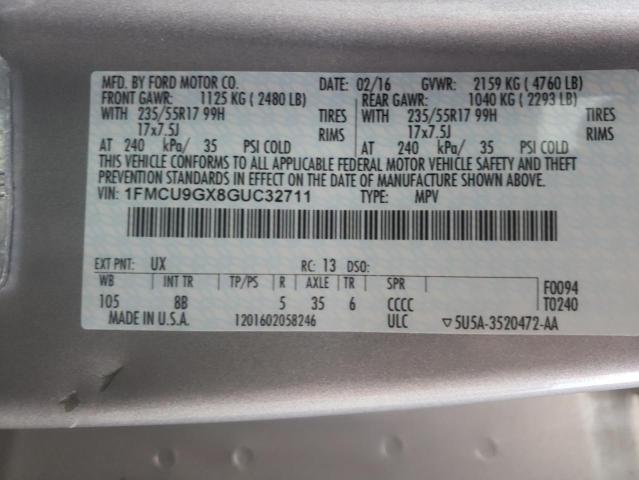 MFD. BY FORD MOTOR CO. DATE: 02/16 GVWR: 2159 KG ( 4760 LB)
FRONT GAWR: 1125 KG ( 2480 LB) REAR GAWR: 1040 KG ( 2293 LB)
WITH 235/55R17 99H TIRES WITH 235/55R17 99H TIRES
17x7.5J RIMS 17x7.5J RIMS
AT 240 kPa/ 35 PSI COLD AT 240 kPa/ 35 PSI COLD
THIS VEHICLE CONFORMS TO ALL APPLICABLE FEDERAL MOTOR VEHICLE SAFETY AND THEFT
PREVENTION STANDARDS IN EFFECT ON THE DATE OF MANUFACTURE SHOWN ABOVE.
VIN: 1FMCU9GX8GUC32711 TYPE: MPV
EXT PNT: UX RC: 13 DSO:
WB INT TR TP/PS R AXLE TR SPR F0094
105 8B 5 35 6 CCCC T0240
MADE IN U.S.A. 1201602058246 ULC ▽5U5A-3520472-AA